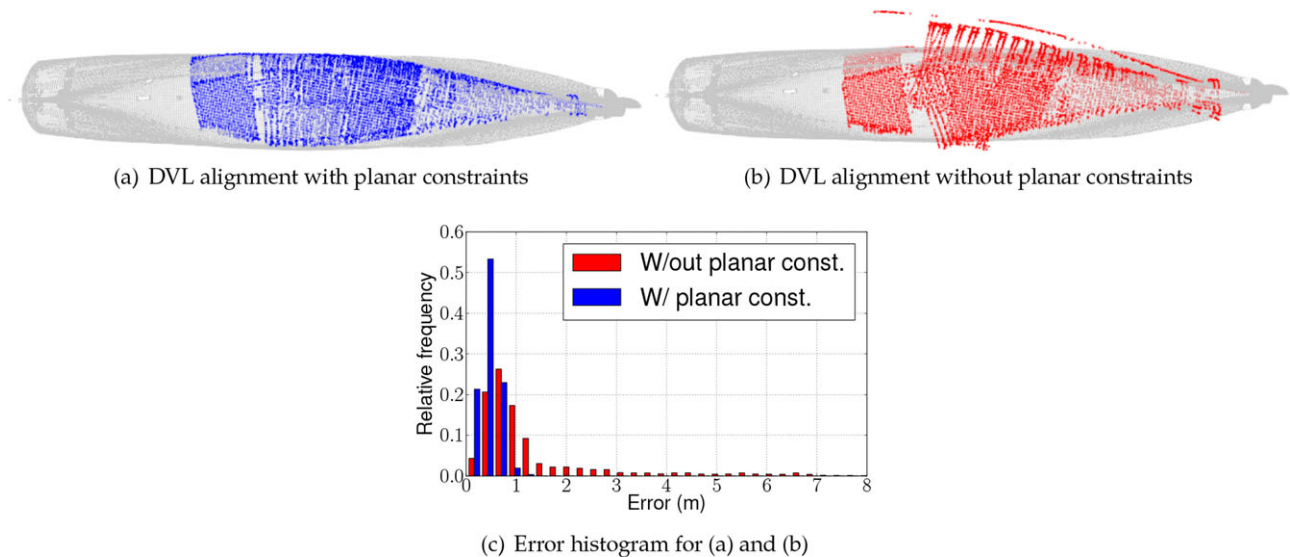 (a) DVL alignment with planar constraints
(b) DVL alignment without planar constraints
0.6
0.5
0.4
0.3
0.2
0.1
0.0
Relative frequency
W/out planar const.
W/ planar const.
0 1 2 3 4 5 6 7 8
Error (m)
(c) Error histogram for (a) and (b)